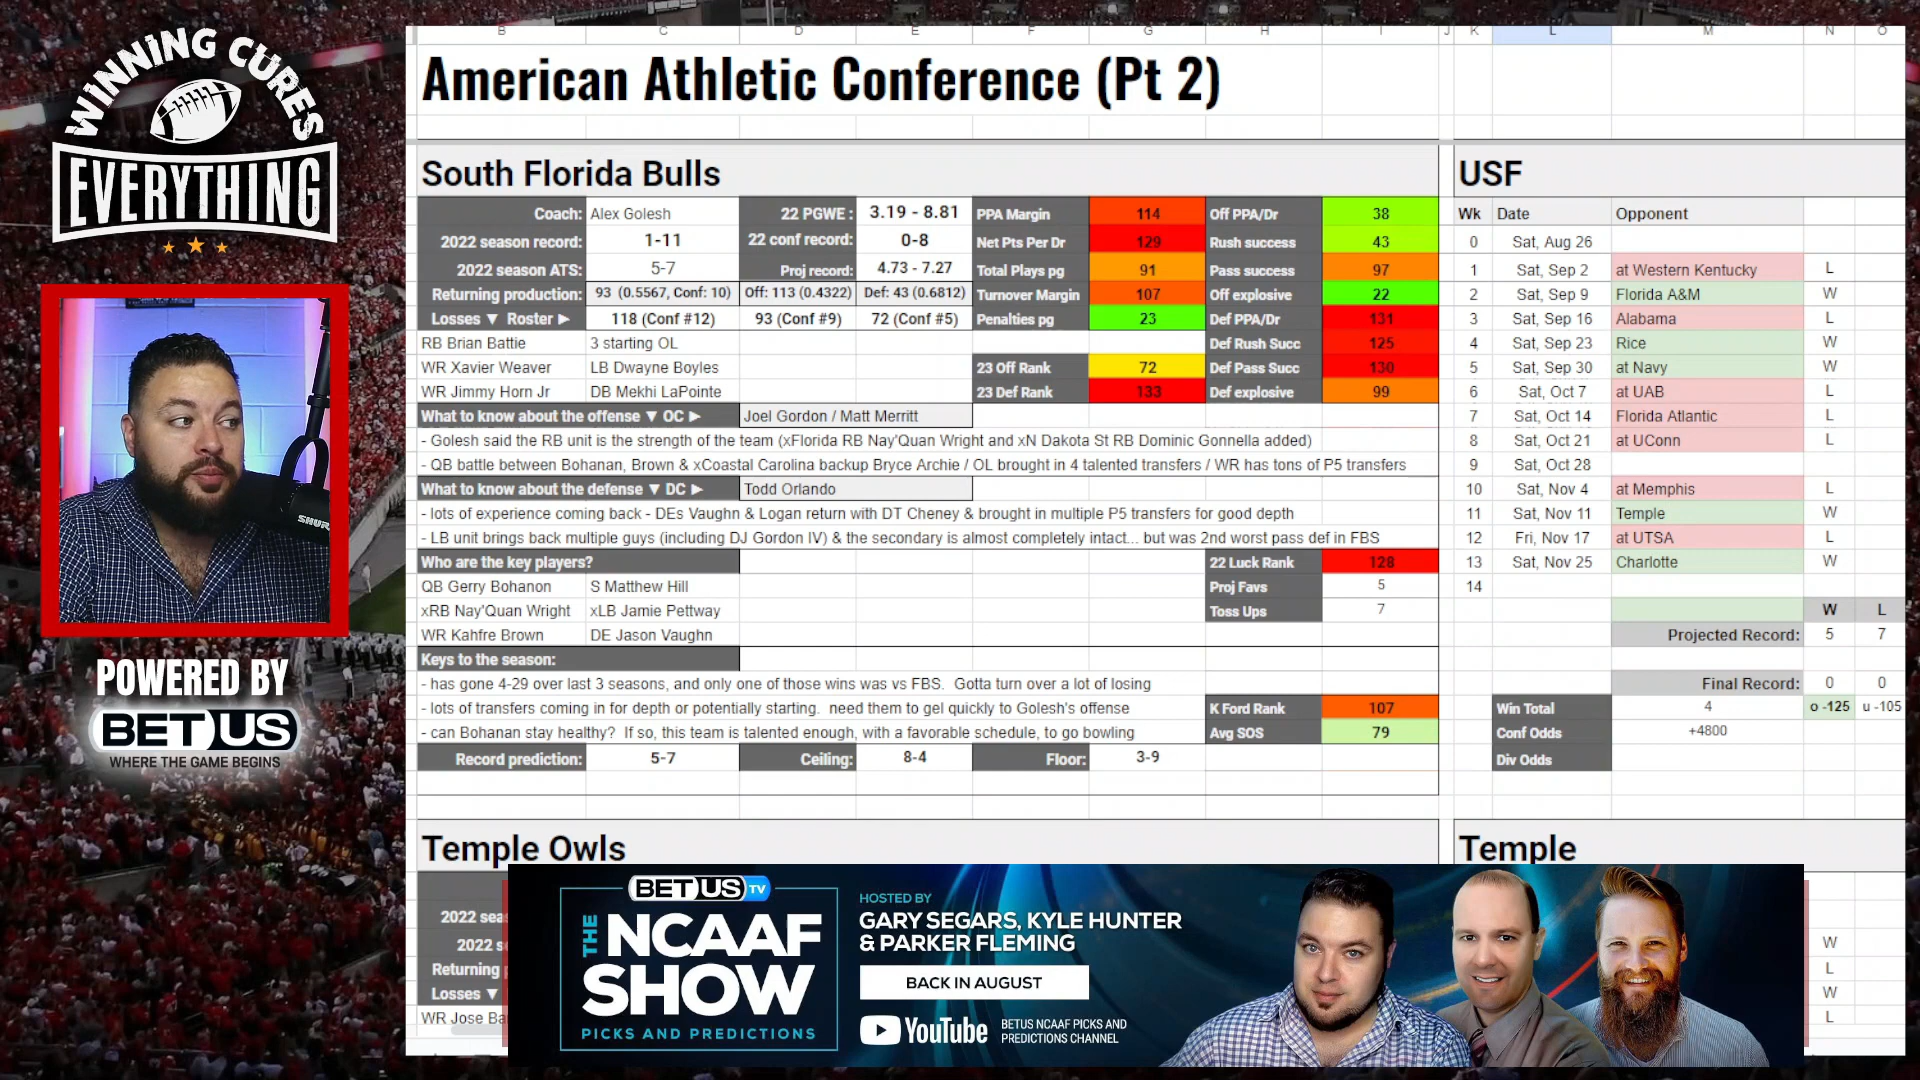 WINNING CURES
EVERYTHING
SHURE
POWERED BY
BETUS
WHERE THE GAME BEGINS
B C D E F G H I J K L M N O
American Athletic Conference (Pt 2)
South Florida Bulls
Coach: Alex Golesh 22 PGWE : 3.19 - 8.81 PPA Margin 114 Off PPA/Dr 38
2022 season record: 1-11 22 conf record: 0-8 Net Pts Per Dr 129 Rush success 43
2022 season ATS: 5-7 Proj record: 4.73 - 7.27 Total Plays pg 91 Pass success 97
Returning production: 93 (0.5567, Conf: 10) Off: 113 (0.4322) Def: 43 (0.6812) Turnover Margin 107 Off explosive 22
Losses ▼ Roster ► 118 (Conf #12) 93 (Conf #9) 72 (Conf #5) Penalties pg 23 Def PPA/Dr 131
RB Brian Battie 3 starting OL Def Rush Succ 125
WR Xavier Weaver LB Dwayne Boyles 23 Off Rank 72 Def Pass Succ 130
WR Jimmy Horn Jr DB Mekhi LaPointe 23 Def Rank 133 Def explosive 99
What to know about the offense ▼ OC ► Joel Gordon / Matt Merritt
- Golesh said the RB unit is the strength of the team (xFlorida RB Nay'Quan Wright and xN Dakota St RB Dominic Gonnella added)
- QB battle between Bohanan, Brown & xCoastal Carolina backup Bryce Archie / OL brought in 4 talented transfers / WR has tons of P5 transfers
What to know about the defense ▼ DC ► Todd Orlando
- lots of experience coming back - DEs Vaughn & Logan return with DT Cheney & brought in multiple P5 transfers for good depth
- LB unit brings back multiple guys (including DJ Gordon IV) & the secondary is almost completely intact... but was 2nd worst pass def in FBS
Who are the key players? 22 Luck Rank 128
QB Gerry Bohanon S Matthew Hill Proj Favs 5
xRB Nay'Quan Wright xLB Jamie Pettway Toss Ups 7
WR Kahfre Brown DE Jason Vaughn
Keys to the season:
- has gone 4-29 over last 3 seasons, and only one of those wins was vs FBS. Gotta turn over a lot of losing
- lots of transfers coming in for depth or potentially starting. need them to gel quickly to Golesh's offense K Ford Rank 107
- can Bohanan stay healthy? If so, this team is talented enough, with a favorable schedule, to go bowling Avg SOS 79
Record prediction: 5-7 Ceiling: 8-4 Floor: 3-9
USF
Wk Date Opponent
0 Sat, Aug 26
1 Sat, Sep 2 at Western Kentucky L
2 Sat, Sep 9 Florida A&M W
3 Sat, Sep 16 Alabama L
4 Sat, Sep 23 Rice W
5 Sat, Sep 30 at Navy W
6 Sat, Oct 7 at UAB L
7 Sat, Oct 14 Florida Atlantic L
8 Sat, Oct 21 at UConn L
9 Sat, Oct 28
10 Sat, Nov 4 at Memphis L
11 Sat, Nov 11 Temple W
12 Fri, Nov 17 at UTSA L
13 Sat, Nov 25 Charlotte W
14
W L
Projected Record: 5 7
Final Record: 0 0
Win Total 4 o -125 u -105
Conf Odds +4800
Div Odds
Temple Owls
2022 sea
2022 s
Returning
Losses ▼
WR Jose Ba
Temple
W
L
W
L
BETUS TV
THE NCAAF
SHOW
PICKS AND PREDICTIONS
HOSTED BY
GARY SEGARS, KYLE HUNTER
& PARKER FLEMING
BACK IN AUGUST
YouTube
BETUS NCAAF PICKS AND
PREDICTIONS CHANNEL